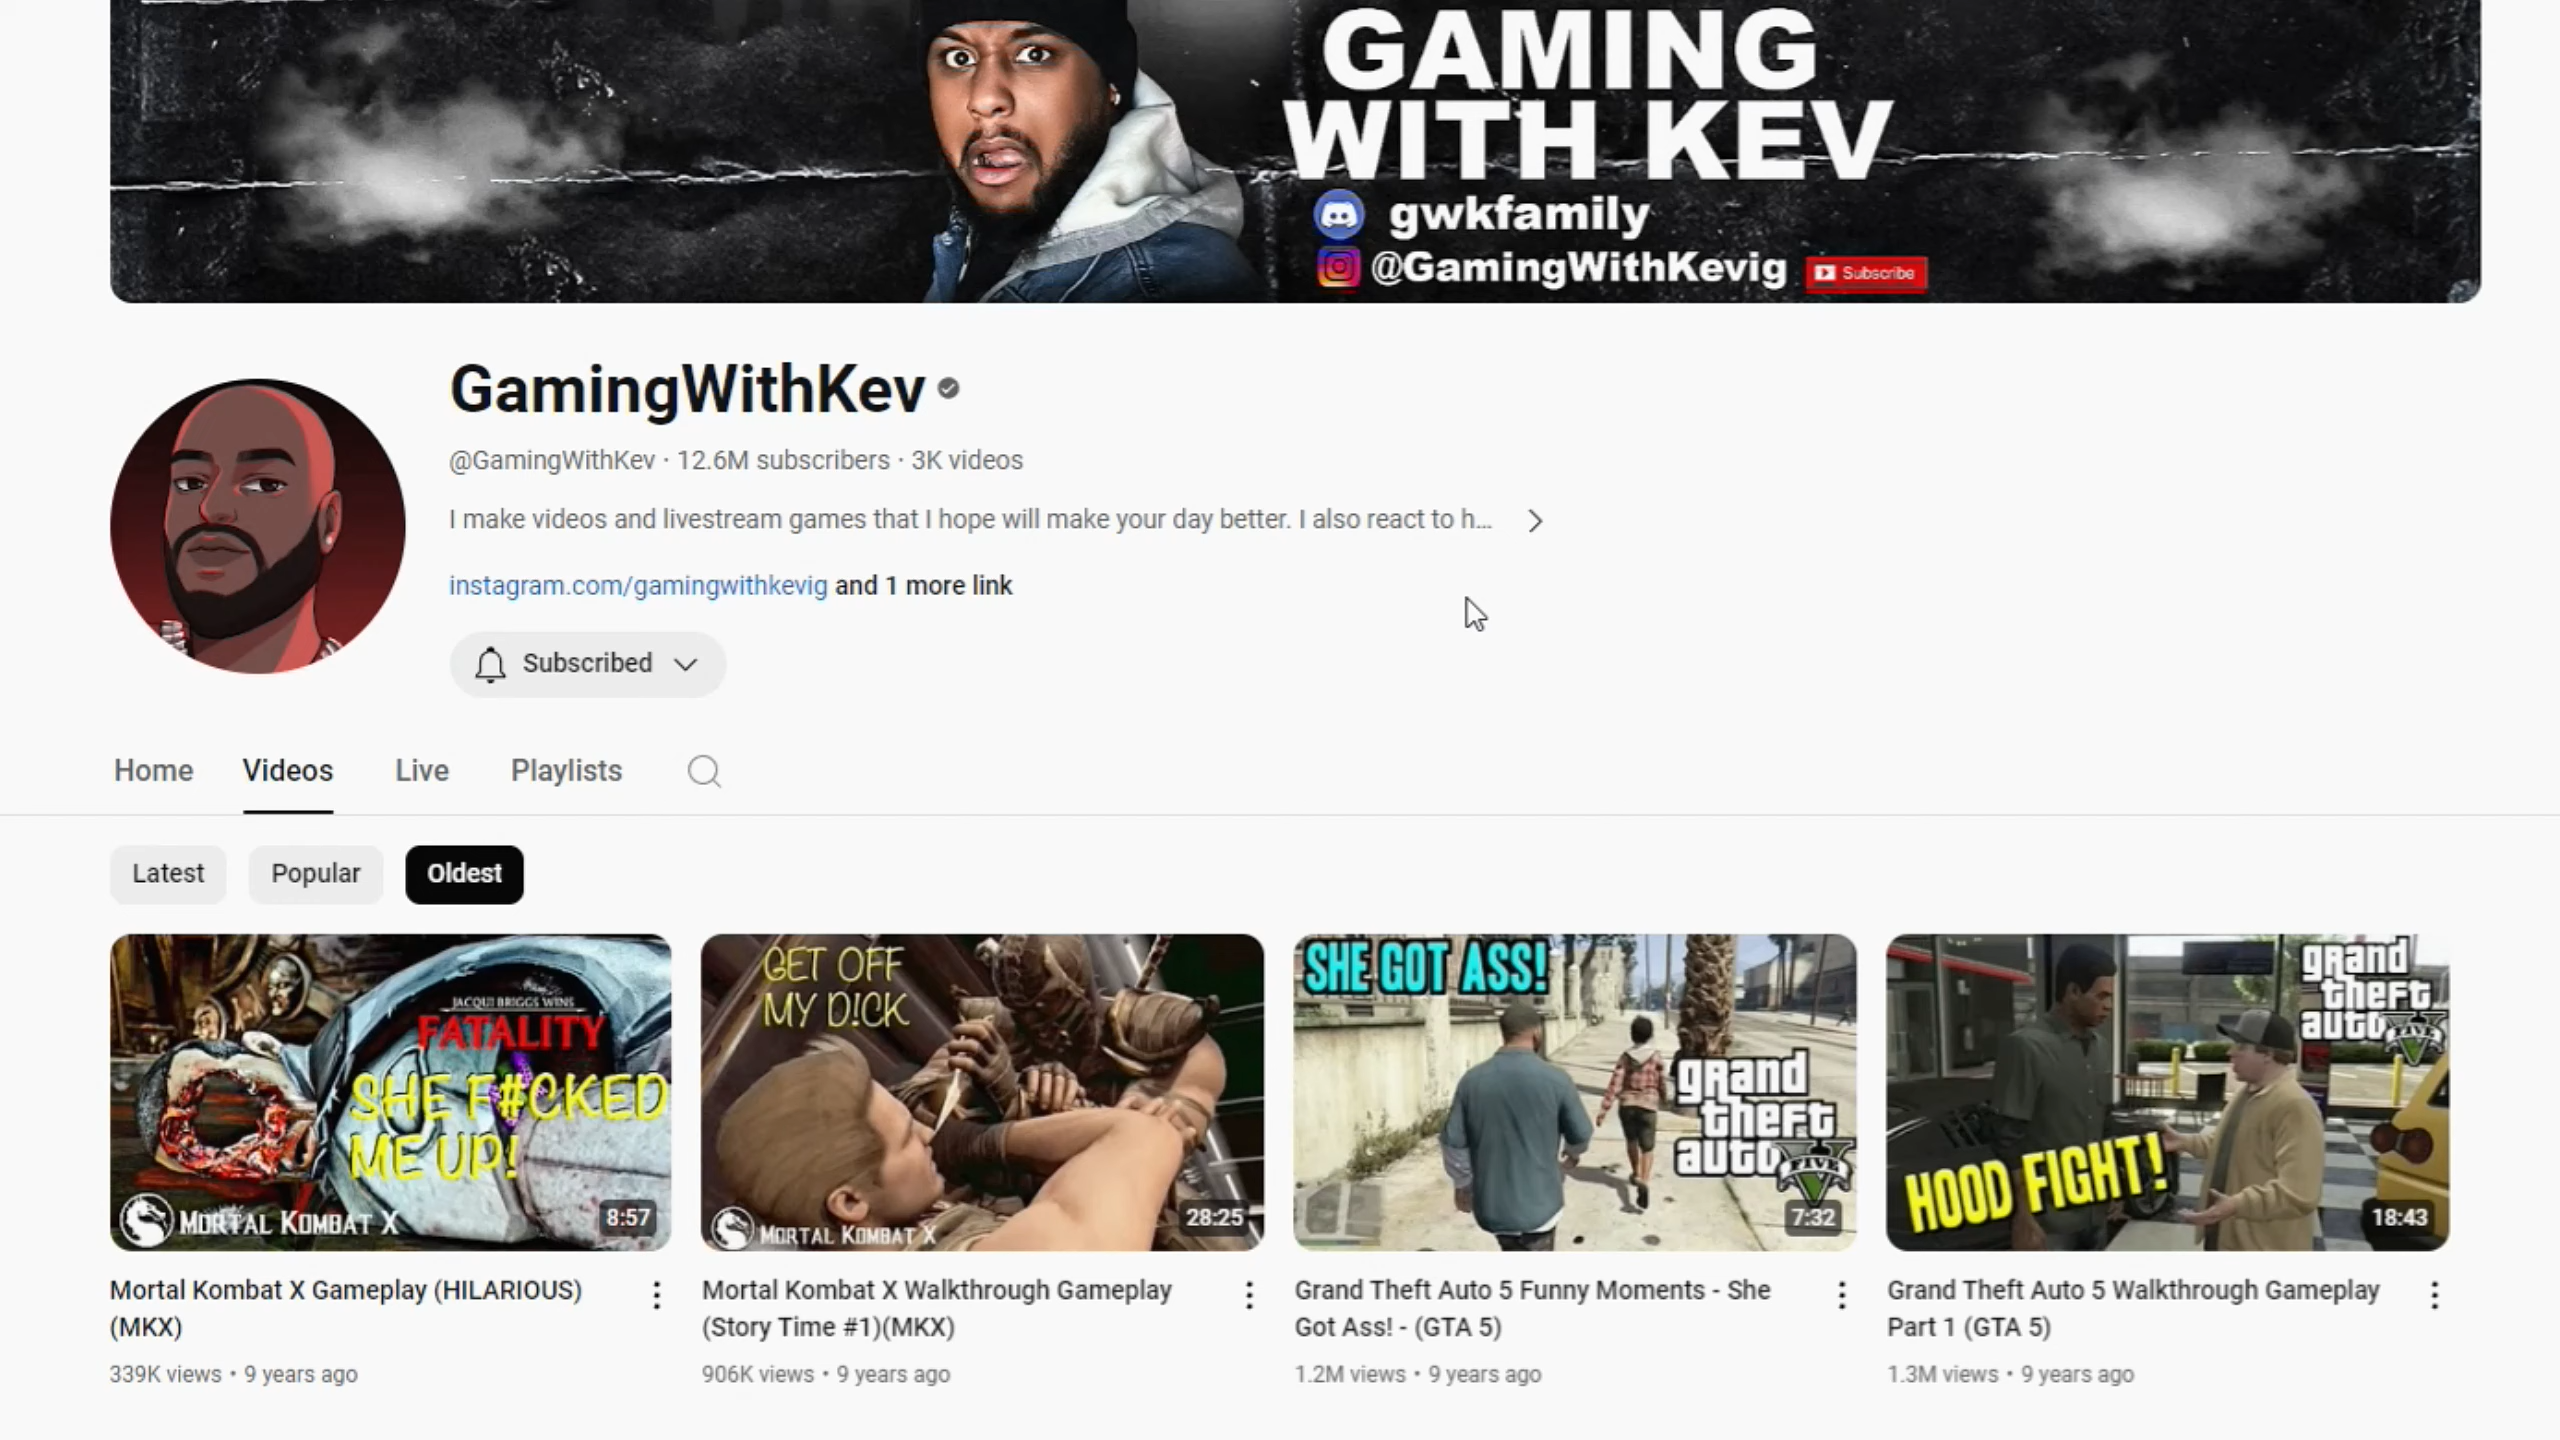 GAMING
WITH KEV
gwkfamily
@GamingWithKevig
Subscribe
GamingWithKev
@GamingWithKev · 12.6M subscribers · 3K videos
I make videos and livestream games that I hope will make your day better. I also react to h...
instagram.com/gamingwithkevig and 1 more link
Subscribed
Home Videos Live Playlists
Latest Popular Oldest
JACQUI BRIGGS WINS
FATALITY
SHE F#CKED
ME UP!
MORTAL KOMBAT X
8:57
GET OFF
MY D!CK
MORTAL KOMBAT X
28:25
SHE GOT ASS!
grand
theft
auto
FIVE
7:32
grand
theft
auto
FIVE
HOOD FIGHT!
18:43
Mortal Kombat X Gameplay (HILARIOUS)
(MKX)
339K views • 9 years ago
Mortal Kombat X Walkthrough Gameplay
(Story Time #1)(MKX)
906K views • 9 years ago
Grand Theft Auto 5 Funny Moments - She
Got Ass! - (GTA 5)
1.2M views • 9 years ago
Grand Theft Auto 5 Walkthrough Gameplay
Part 1 (GTA 5)
1.3M views • 9 years ago